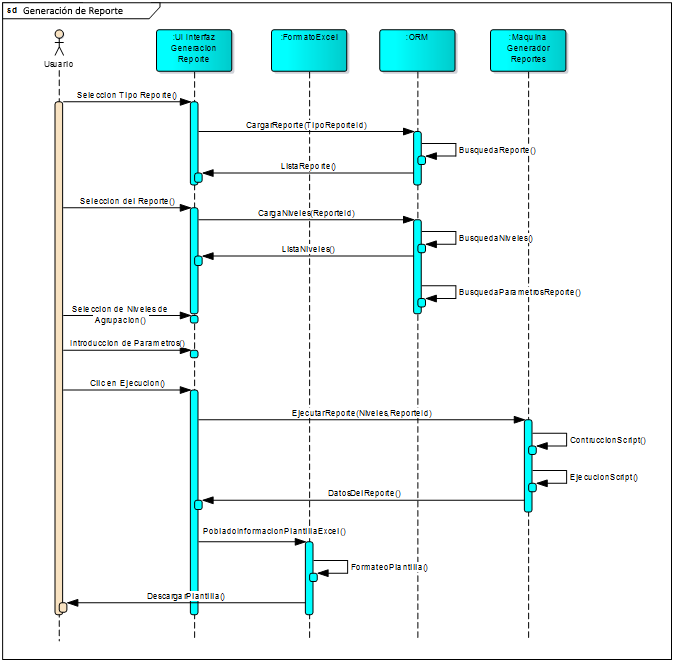 sd Generación de Reporte
Usuario
:UI Interfaz
Generacion
Reporte
:FormatoExcel
:ORM
:Maquina
Generador
Reportes
Seleccion Tipo Reporte()
CargarReporte(TipoReporteId)
BusquedaReporte()
ListaReporte()
Seleccion del Reporte()
CargaNiveles(ReporteId)
BusquedaNiveles()
ListaNiveles()
BusquedaParametrosReporte()
Seleccion de Niveles de
Agrupacion()
Introduccion de Parametros()
Clic en Ejecucion()
EjecutarReporte(Niveles,ReporteId)
ContruccionScript()
EjecucionScript()
DatosDelReporte()
PobladoInformacionPlantillaExcel()
FormateoPlantilla()
DescargarPlantilla()